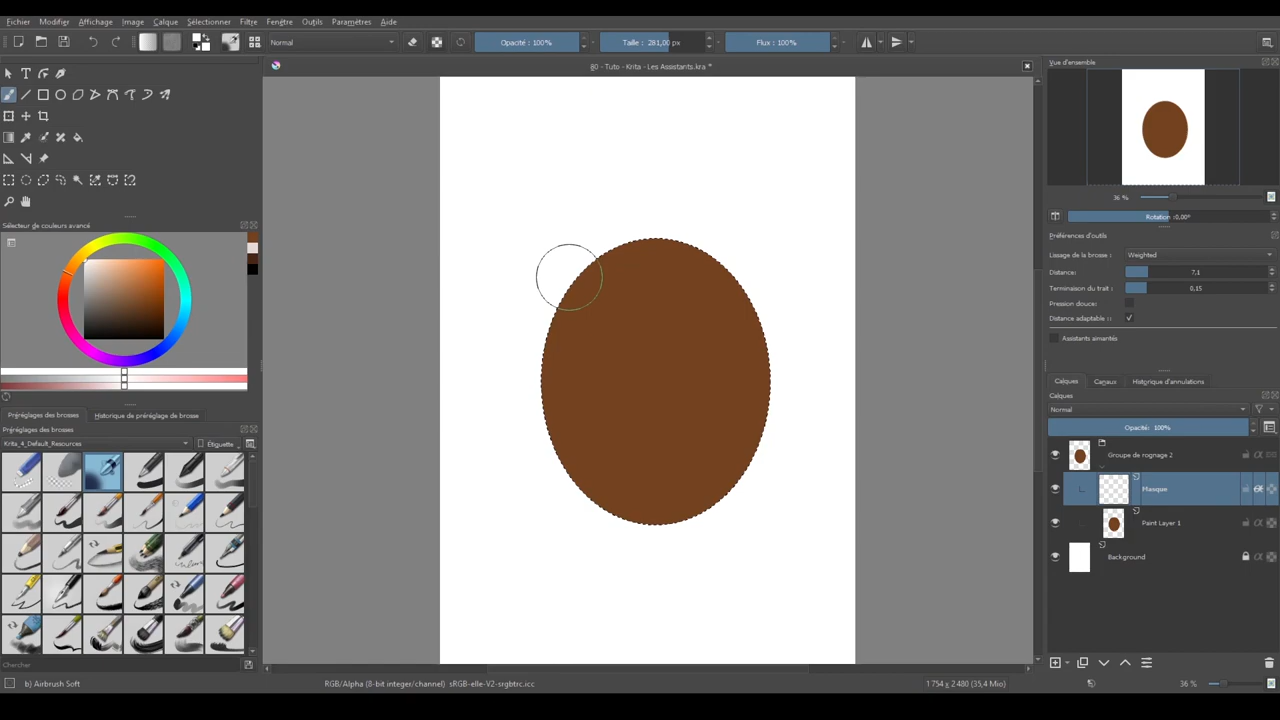 Fichier Modifier Affichage Image Calque Sélectionner Filtre Fenêtre Outils Paramètres Aide
Normal
Opacité : 100%
Taille : 281,00 px
Flux : 100%
80 - Tuto - Krita - Les Assistants.kra *
Vue d'ensemble
36 %
Rotation :0,00°
Préférences d'outils
Lissage de la brosse :
Weighted
Distance:
7,1
Terminaison du trait :
0,15
Pression douce:
Distance adaptable :
Assistants aimantés
Sélecteur de couleurs avancé
Préréglages des brosses
Historique de préréglage de brosse
Préréglages des brosses
Krita_4_Default_Resources
Étiquette
Chercher
Calques
Canaux
Historique d'annulations
Calques
Normal
Opacité: 100%
Groupe de rognage 2
Masque
Paint Layer 1
Background
b) Airbrush Soft
RGB/Alpha (8-bit integer/channel) sRGB-elle-V2-srgbtrc.icc
1 754 x 2 480 (35,4 Mio)
36 %